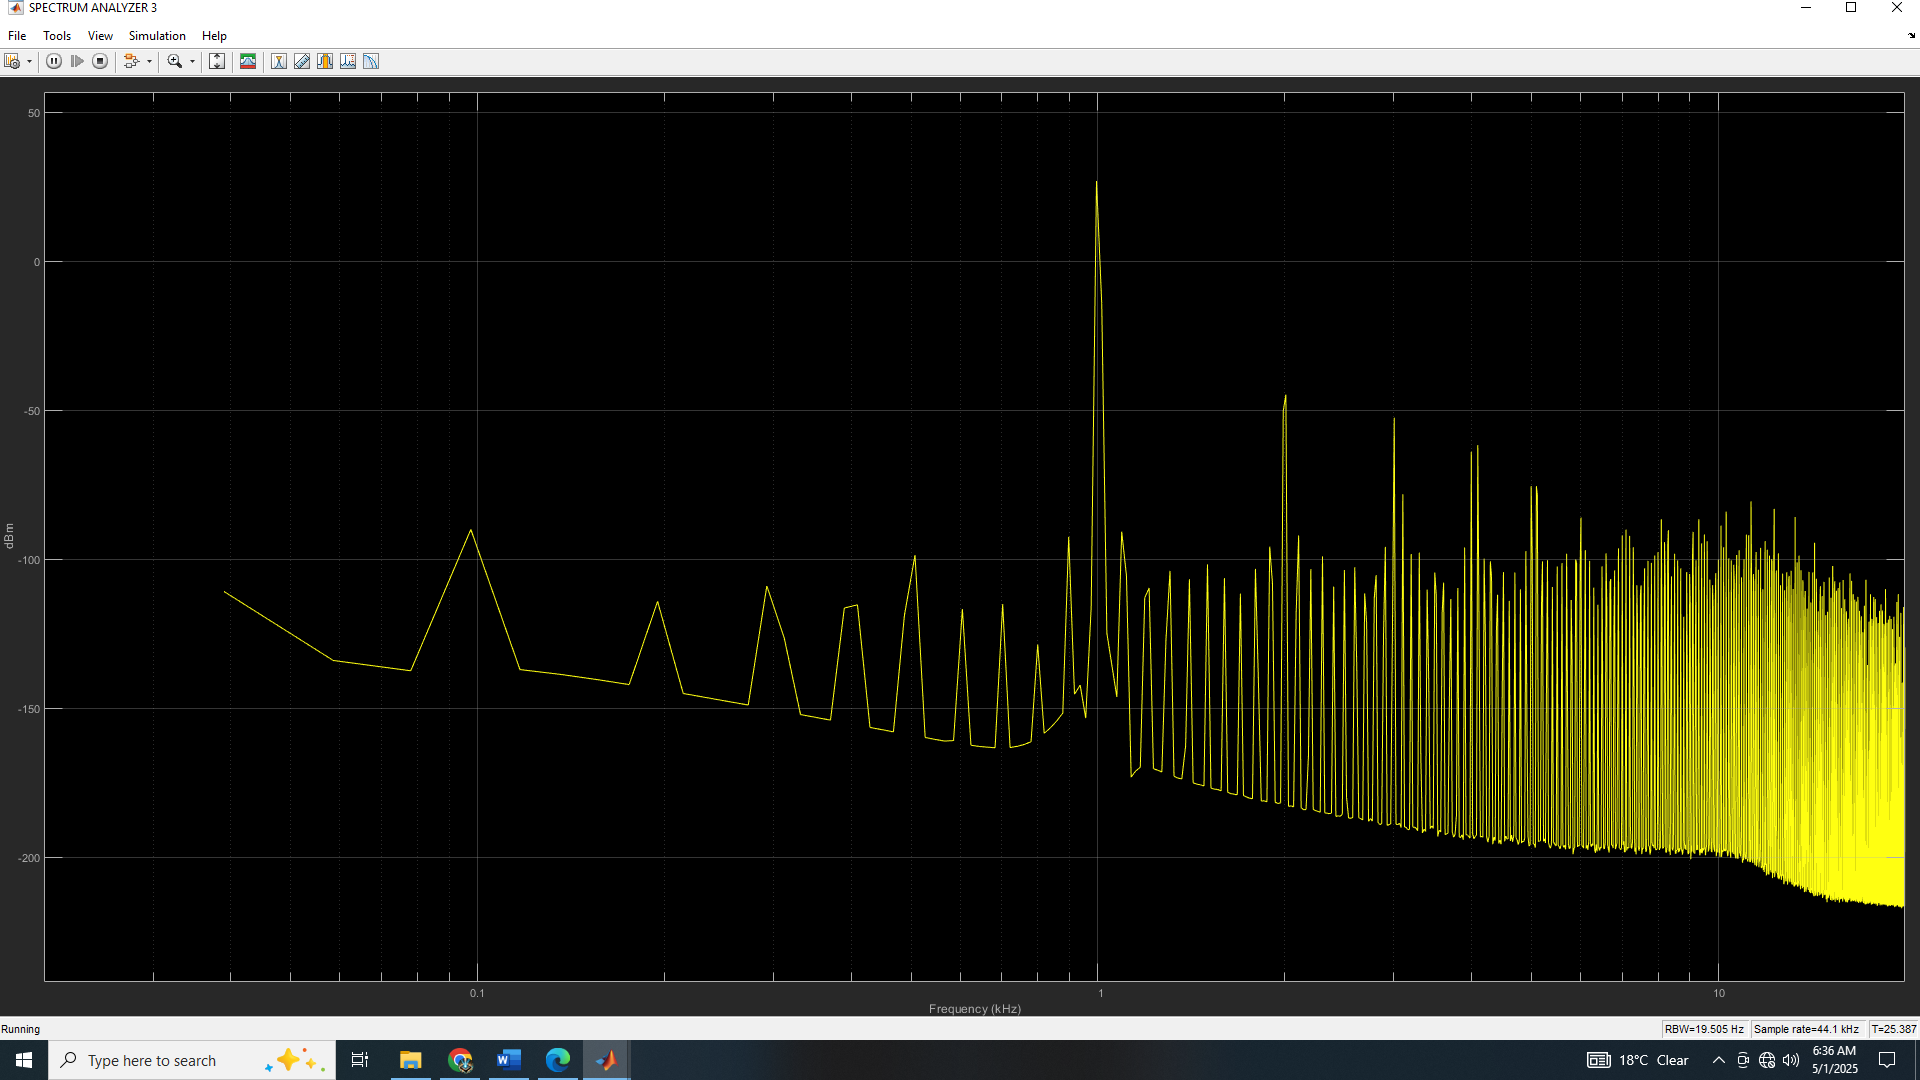 SPECTRUM ANALYZER 3
File Tools View Simulation Help
50
0
-50
-100
-150
-200
dBm
0.1 1 10
Frequency (kHz)
Running
RBW=19.505 Hz Sample rate=44.1 kHz T=25.387
Type here to search
18°C Clear
6:36 AM
5/1/2025